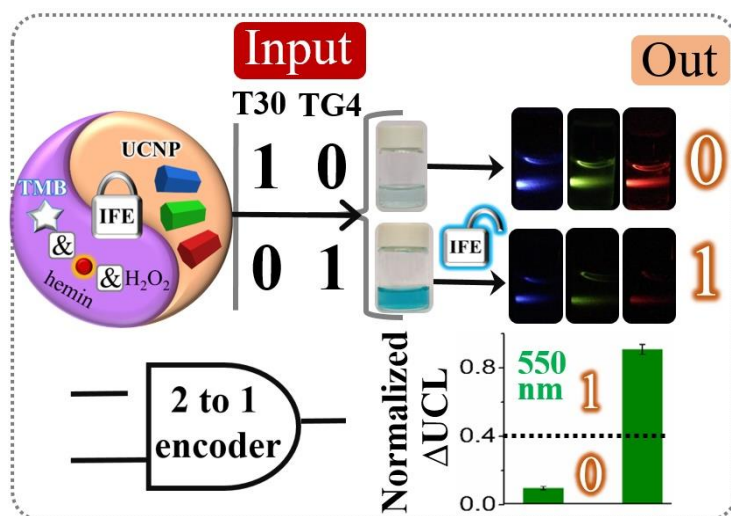 Input
Out
T30 TG4
UCNP
TMB
IFE
&
hemin
& H₂O₂
1 0
0 1
IFE
0
1
2 to 1
encoder
Normalized
ΔUCL
0.8
0.4
0.0
550
nm
1
0